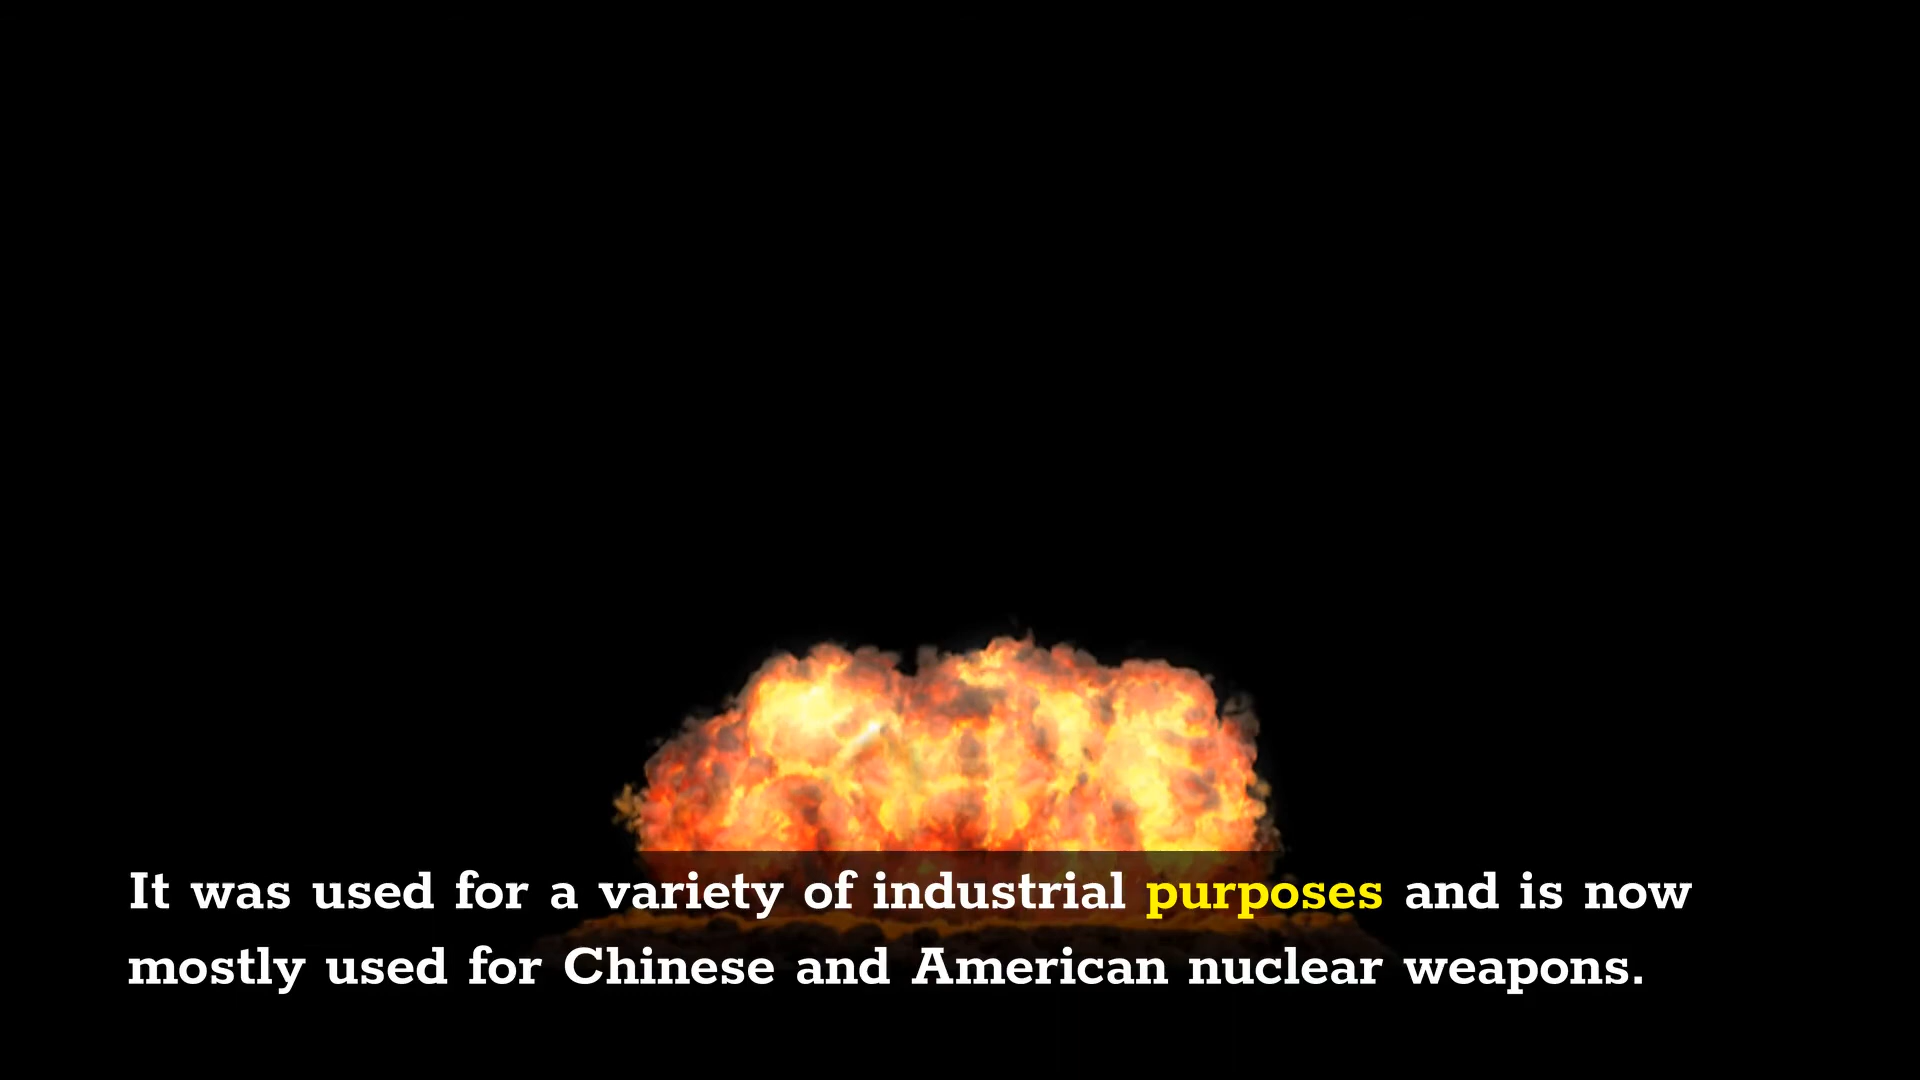 It was used for a variety of industrial purposes and is now
mostly used for Chinese and American nuclear weapons.